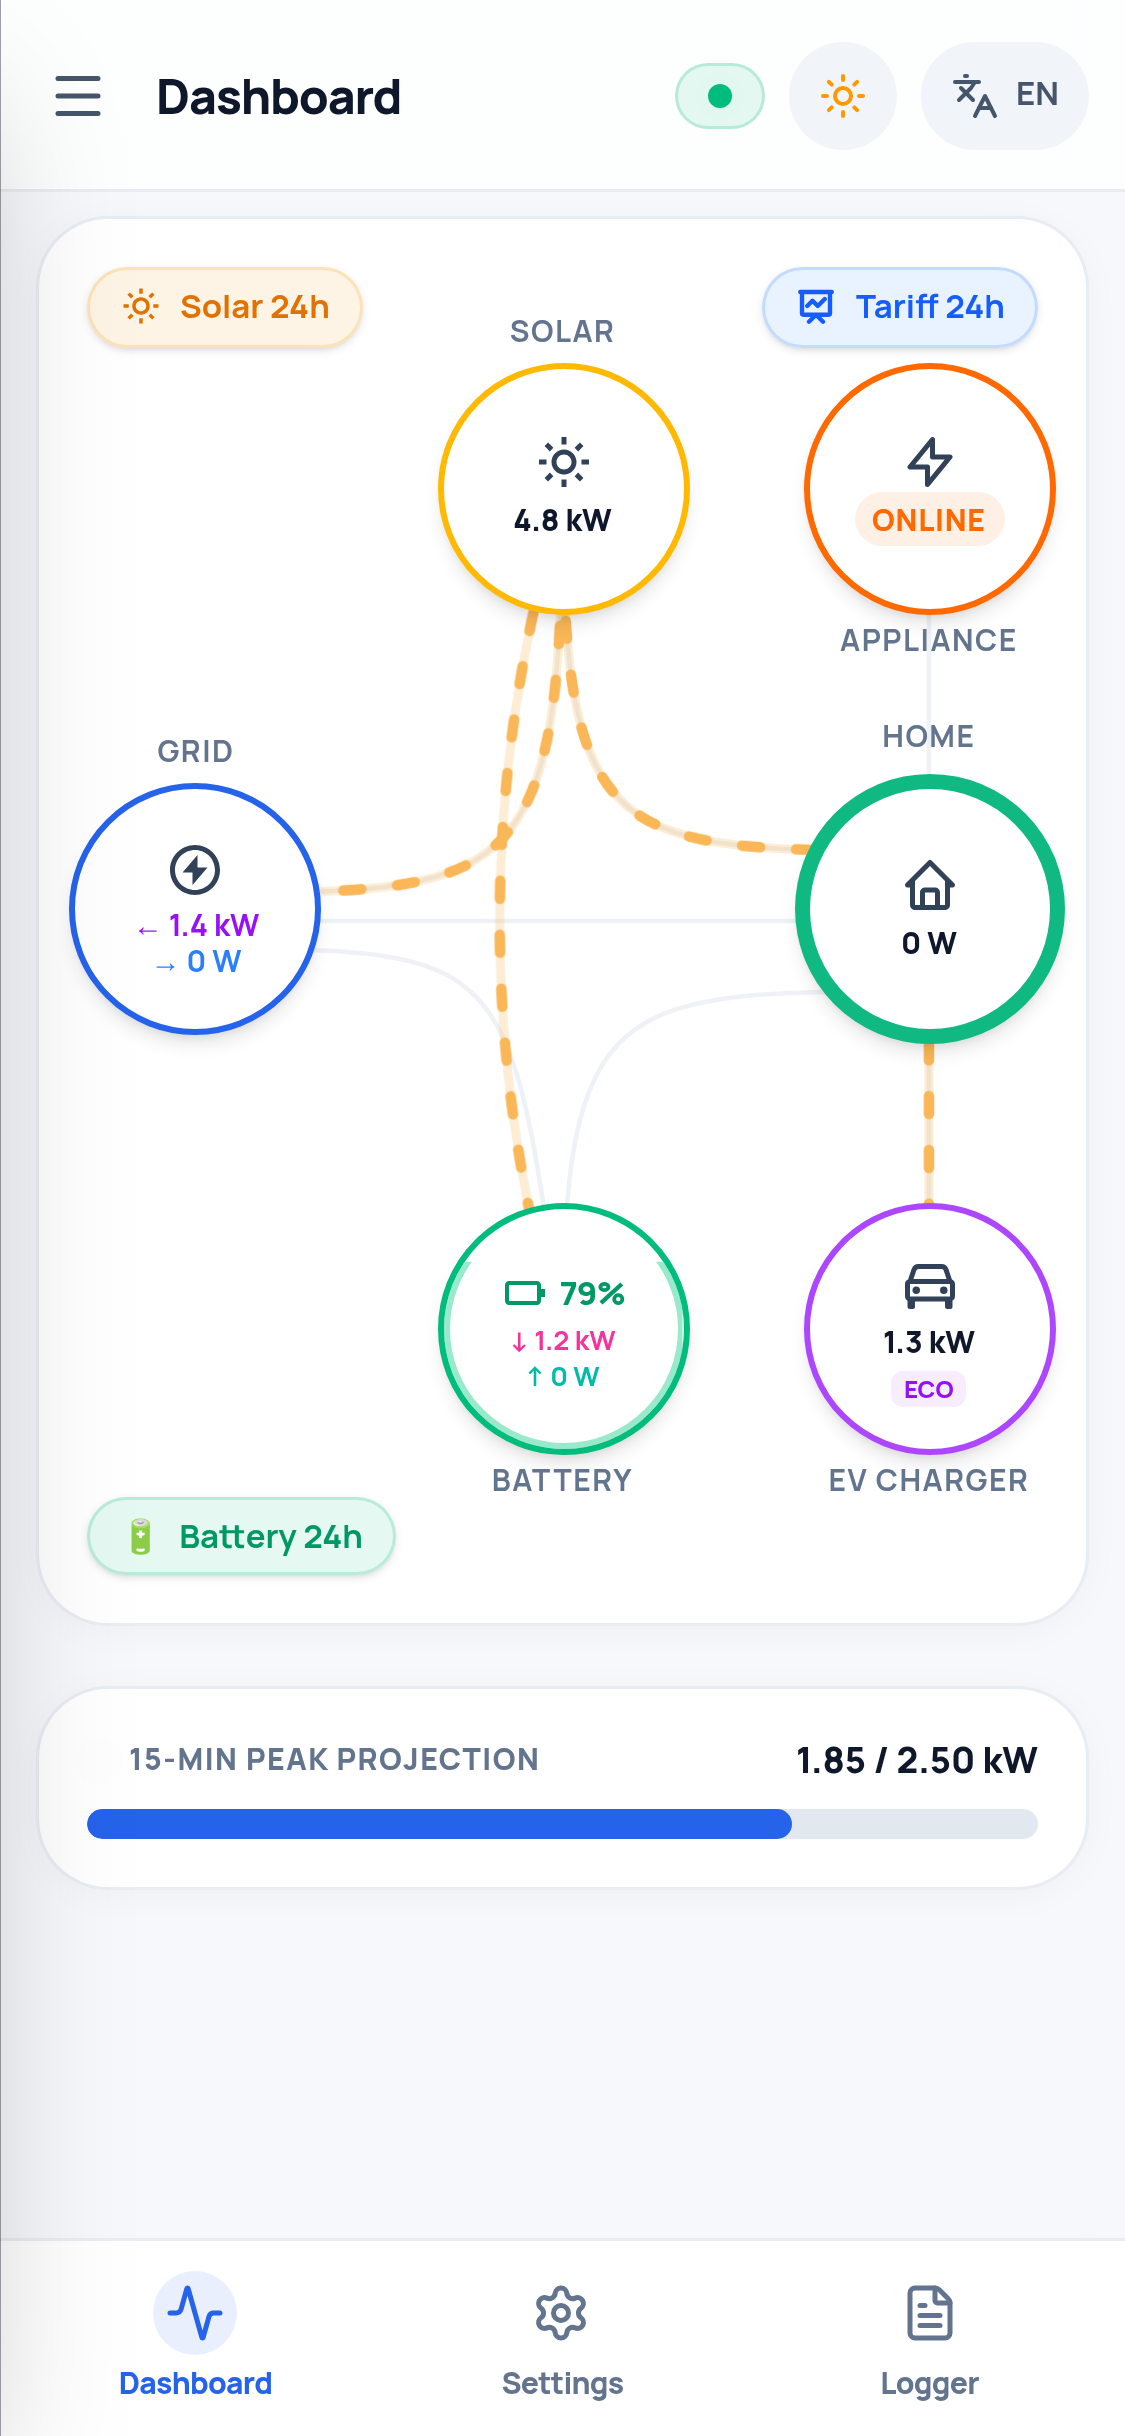 Dashboard
EN
Solar 24h
Tariff 24h
SOLAR
4.8 kW
ONLINE
APPLIANCE
GRID
← 1.4 kW
→ 0 W
HOME
0 W
79%
↓ 1.2 kW
↑ 0 W
BATTERY
1.3 kW
ECO
EV CHARGER
Battery 24h
15-MIN PEAK PROJECTION
1.85 / 2.50 kW
Dashboard
Settings
Logger